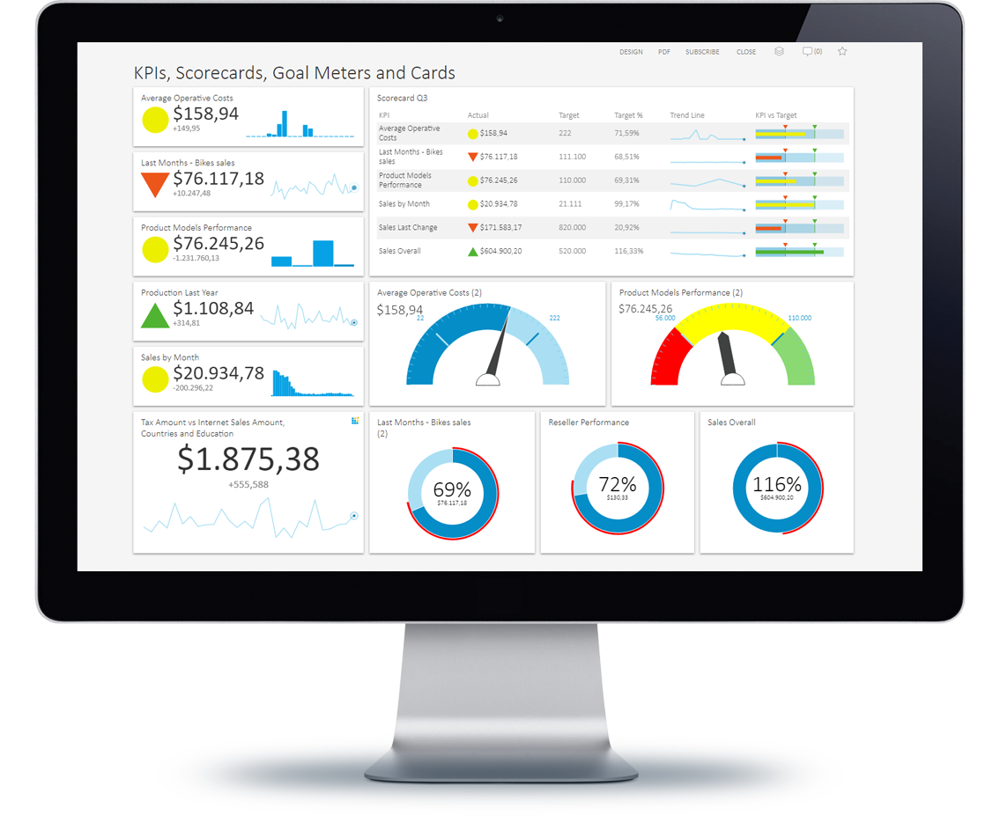 DESIGN PDF SUBSCRIBE CLOSE (0)
KPIs, Scorecards, Goal Meters and Cards
Average Operative Costs
$158,94
+149,95
Last Months - Bikes sales
$76.117,18
+10.247,48
Product Models Performance
$76.245,26
-1.231.760,13
Scorecard Q3
KPI Actual Target Target % Trend Line KPI vs Target
Average Operative
Costs
$158,94 222 71,59%
Last Months - Bikes
sales
$76.117,18 111.100 68,51%
Product Models
Performance
$76.245,26 110.000 69,31%
Sales by Month $20.934,78 21.111 99,17%
Sales Last Change $171.583,17 820.000 20,92%
Sales Overall $604.900,20 520.000 116,33%
Production Last Year
$1.108,84
+314,81
Sales by Month
$20.934,78
-200.296,22
Average Operative Costs (2)
$158,94
22
222
Product Models Performance (2)
$76.245,26
56.000
110.000
Tax Amount vs Internet Sales Amount,
Countries and Education
$1.875,38
+555,588
Last Months - Bikes sales
(2)
69%
$76.117,18
Reseller Performance
72%
$130,33
Sales Overall
116%
$604.900,20